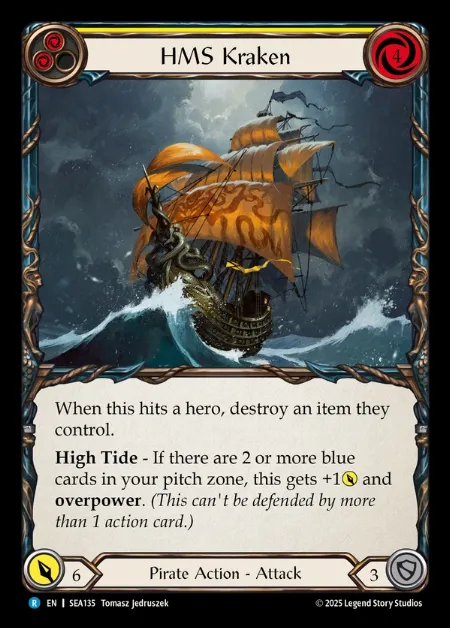 HMS Kraken
4
When this hits a hero, destroy an item they
control.
High Tide - If there are 2 or more blue
cards in your pitch zone, this gets +1 and
overpower. (This can't be defended by more
than 1 action card.)
6
Pirate Action - Attack
3
R EN | SEA135 Tomasz Jedruszek
© 2025 Legend Story Studios